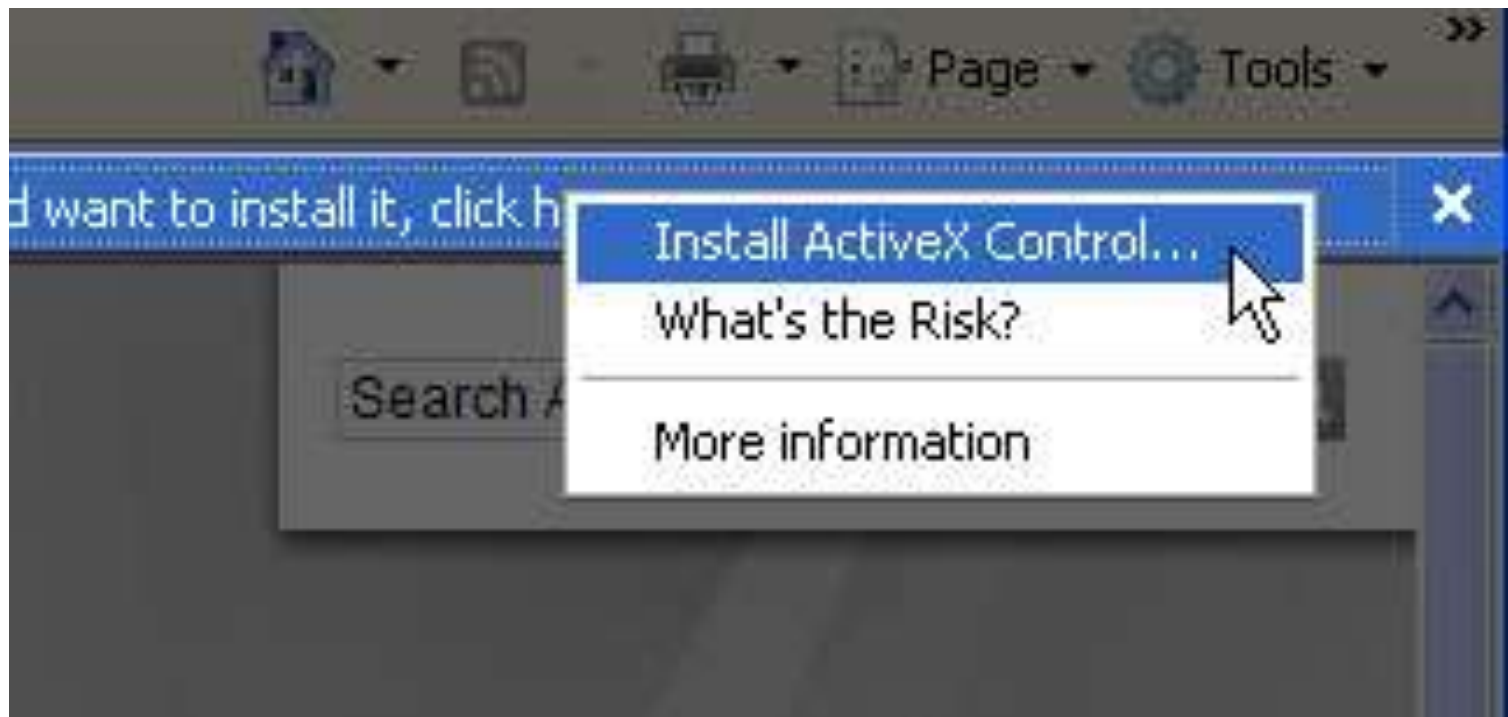 Page
Tools
d want to install it, click h
Install ActiveX Control...
What's the Risk?
Search A
More information